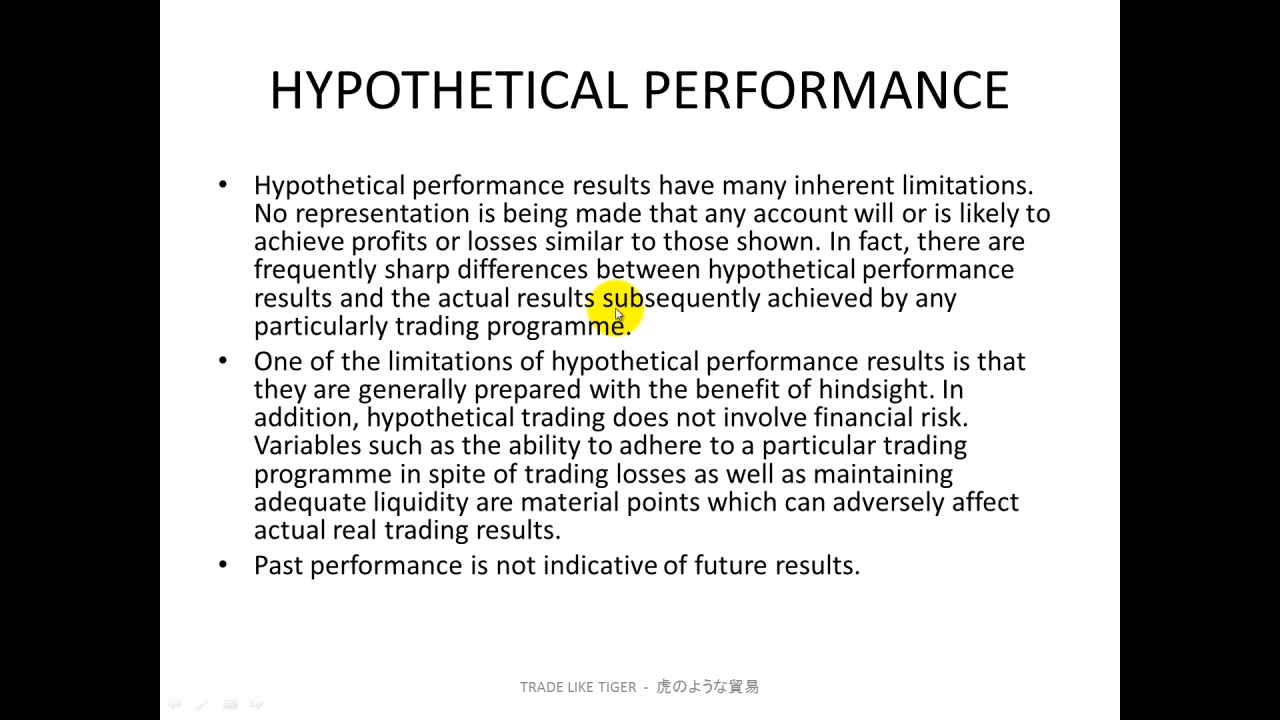 HYPOTHETICAL PERFORMANCE
• Hypothetical performance results have many inherent limitations.
No representation is being made that any account will or is likely to
achieve profits or losses similar to those shown. In fact, there are
frequently sharp differences between hypothetical performance
results and the actual results subsequently achieved by any
particularly trading programme.
• One of the limitations of hypothetical performance results is that
they are generally prepared with the benefit of hindsight. In
addition, hypothetical trading does not involve financial risk.
Variables such as the ability to adhere to a particular trading
programme in spite of trading losses as well as maintaining
adequate liquidity are material points which can adversely affect
actual real trading results.
• Past performance is not indicative of future results.
TRADE LIKE TIGER - 虎のような貿易